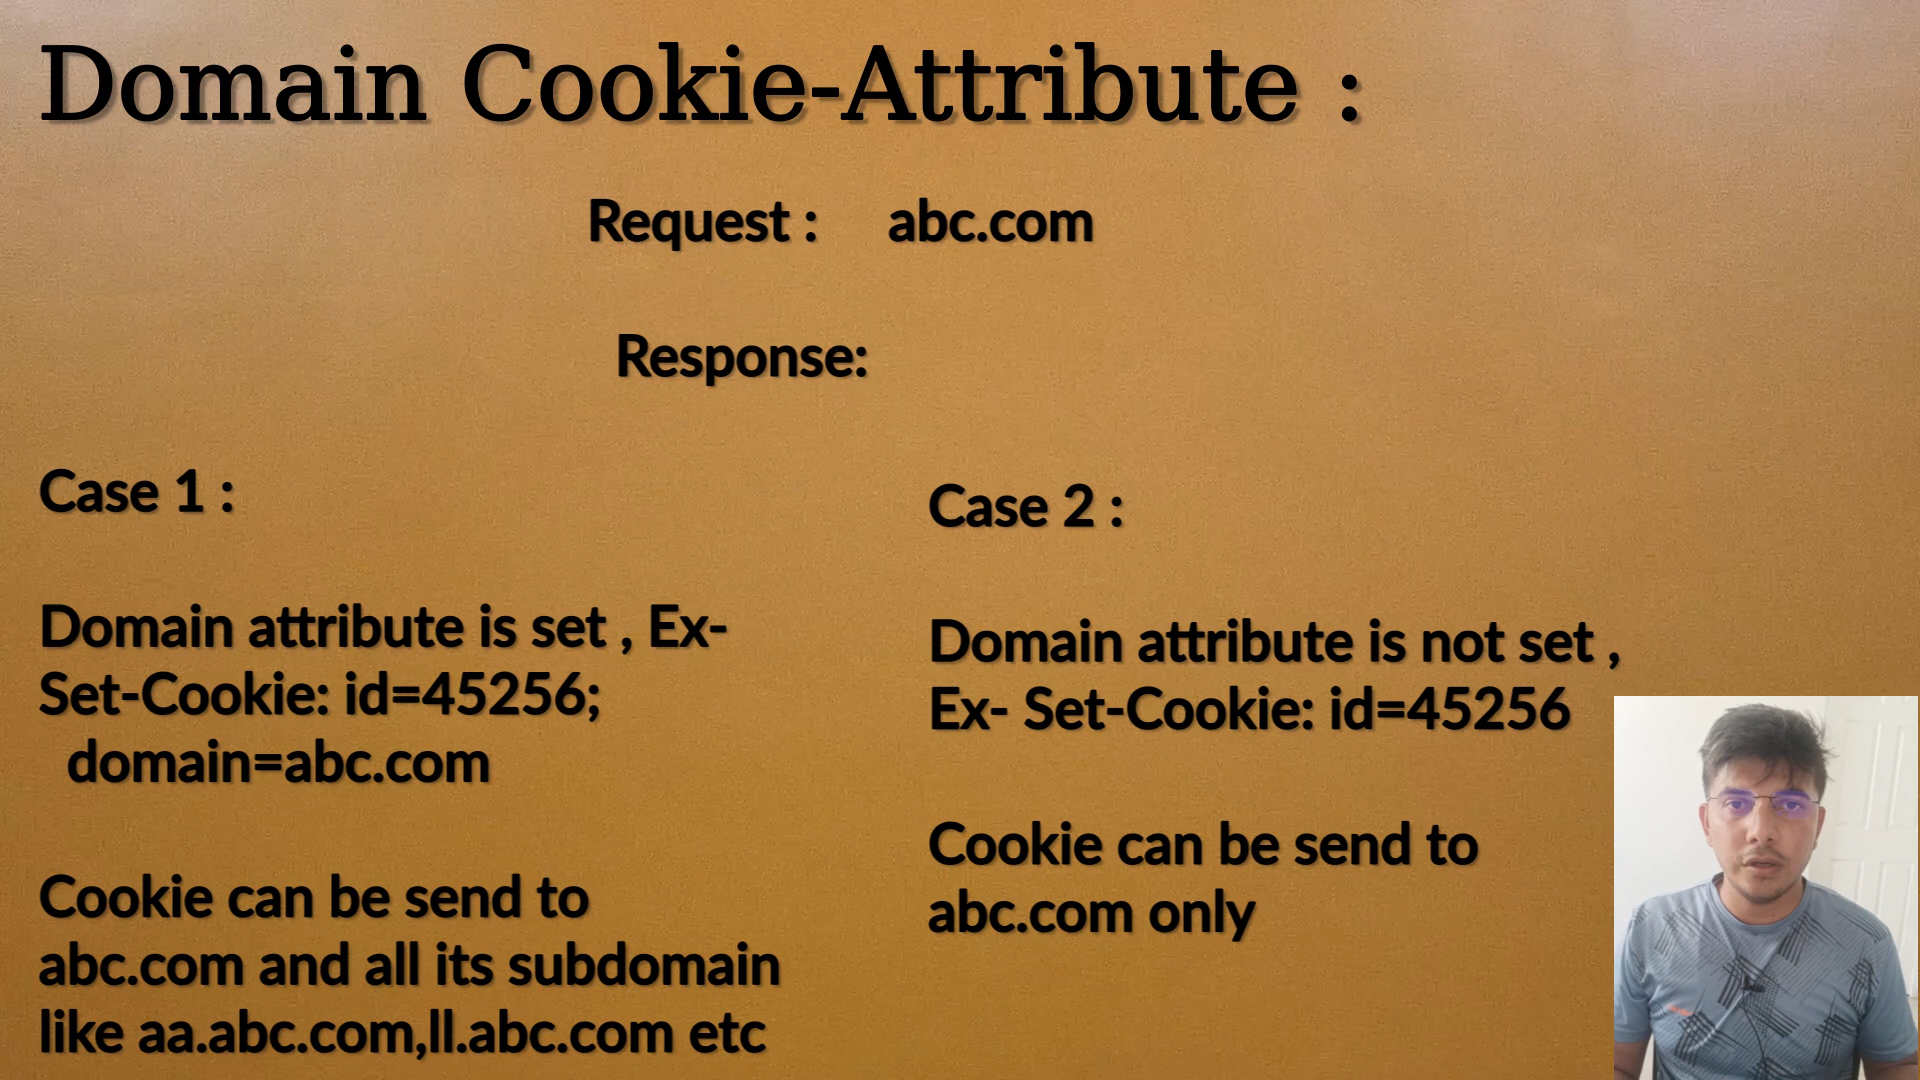 Domain Cookie-Attribute :
Request : abc.com
Response:
Case 1 :
Domain attribute is set , Ex-
Set-Cookie: id=45256;
domain=abc.com
Cookie can be send to
abc.com and all its subdomain
like aa.abc.com,ll.abc.com etc
Case 2 :
Domain attribute is not set ,
Ex- Set-Cookie: id=45256
Cookie can be send to
abc.com only